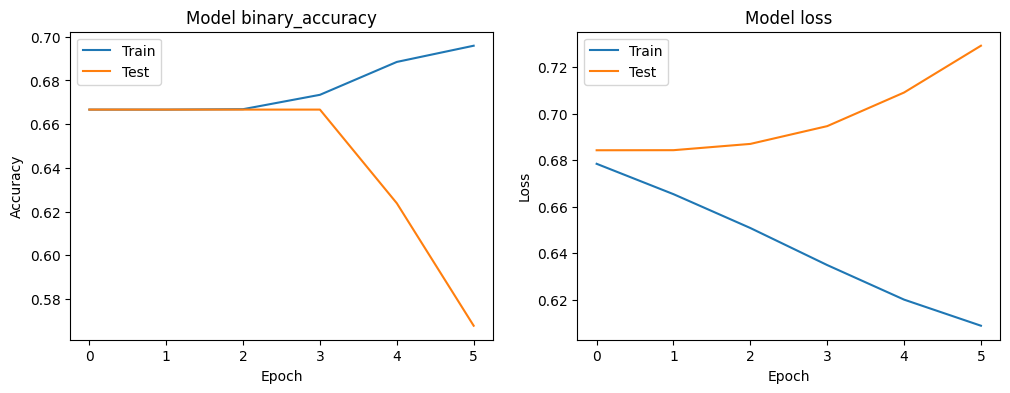 Model binary_accuracy
Train
Test
0.70
0.68
0.66
0.64
0.62
0.60
0.58
Accuracy
0 1 2 3 4 5
Epoch
Model loss
Train
Test
0.72
0.70
0.68
0.66
0.64
0.62
Loss
0 1 2 3 4 5
Epoch